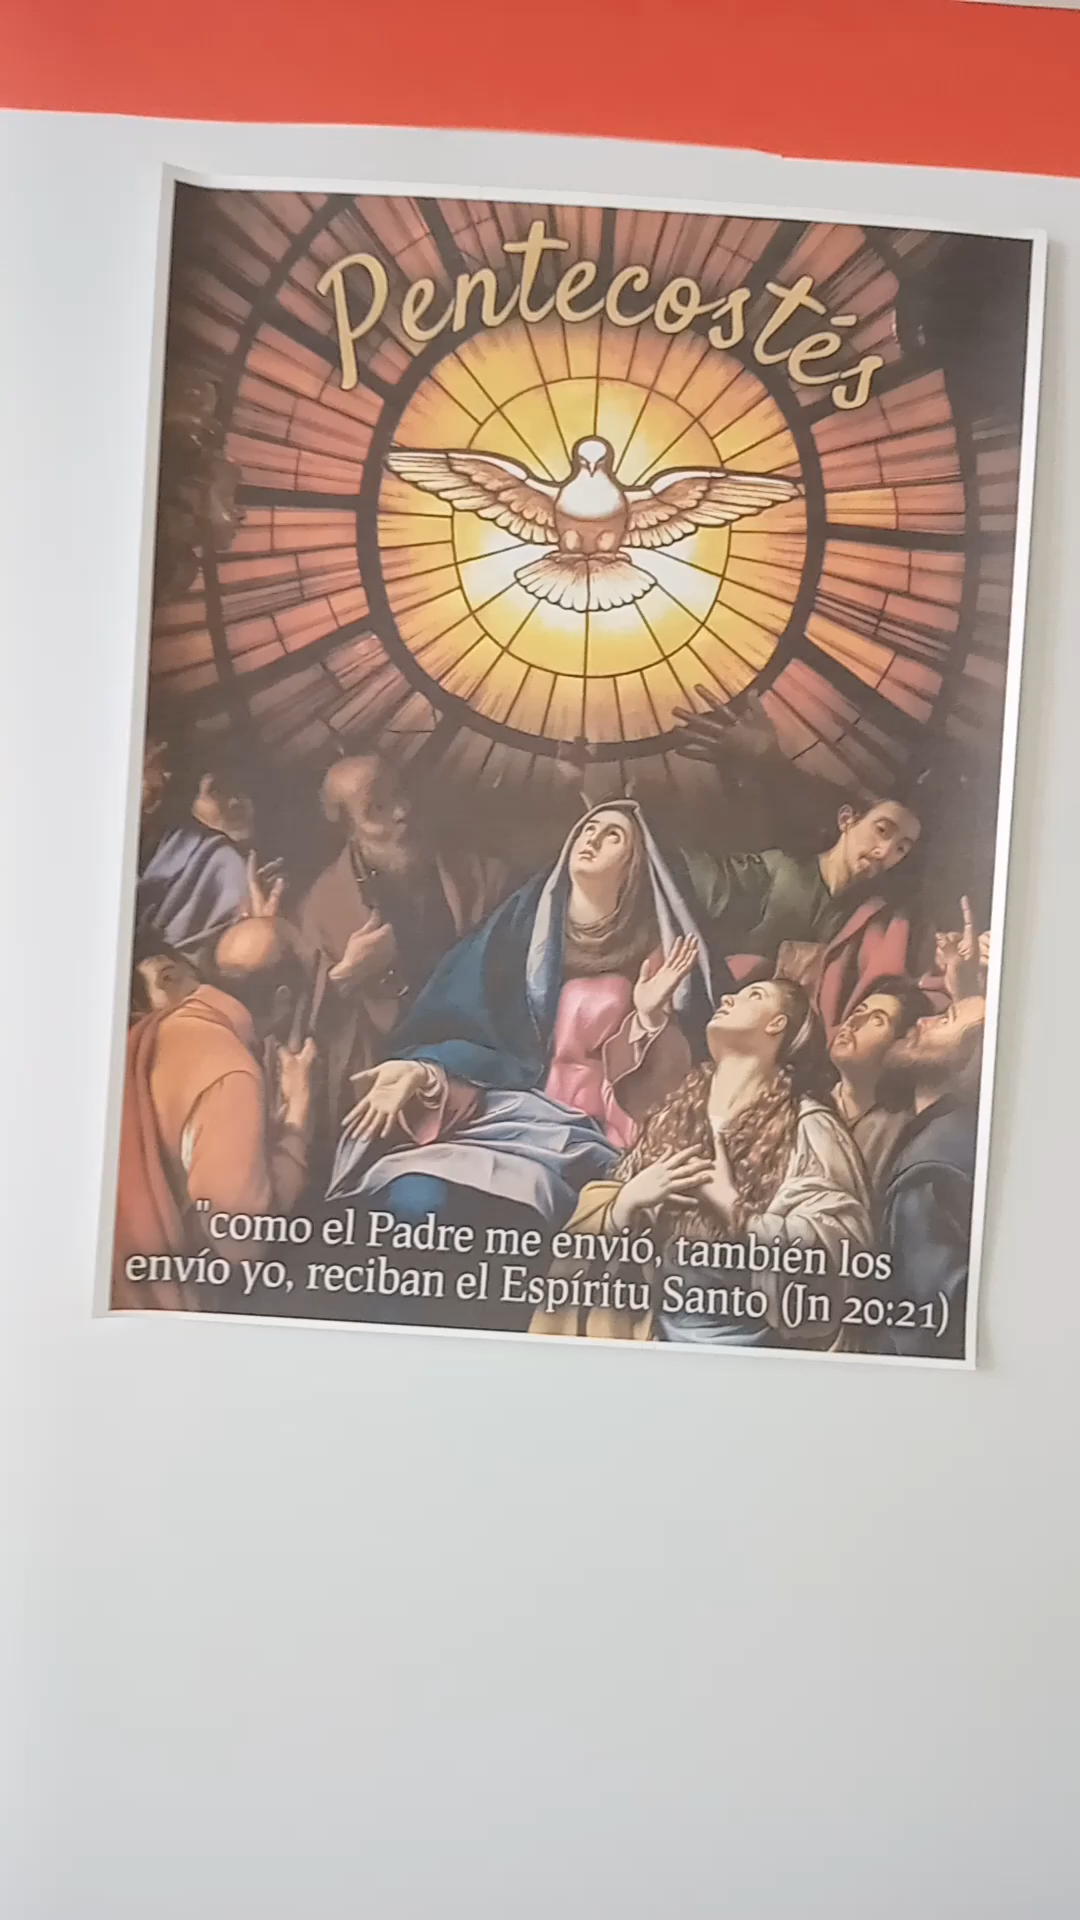 Pentecostés
"como el Padre me envió, también los
envío yo, reciban el Espíritu Santo (Jn 20:21)